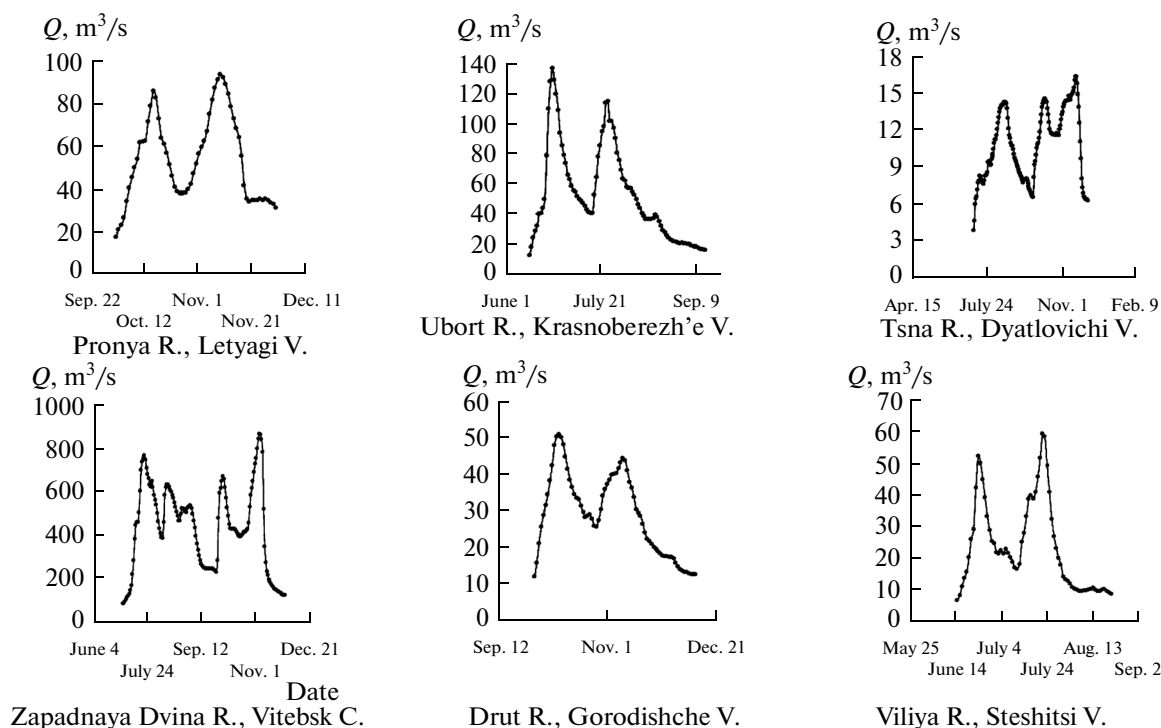 Q, m³/s
100
80
60
40
20
0
Sep. 22
Nov. 1
Dec. 11
Oct. 12
Nov. 21
Pronya R., Letyagi V.
Q, m³/s
140
120
100
80
60
40
20
0
June 1
July 21
Sep. 9
Ubort R., Krasnoberezh'e V.
Q, m³/s
18
15
12
9
6
3
0
Apr. 15
July 24
Nov. 1
Feb. 9
Tsna R., Dyatlovichi V.
Q, m³/s
1000
800
600
400
200
0
June 4
Sep. 12
Dec. 21
July 24
Nov. 1
Date
Zapadnaya Dvina R., Vitebsk C.
Q, m³/s
60
50
40
30
20
10
0
Sep. 12
Nov. 1
Dec. 21
Drut R., Gorodishche V.
Q, m³/s
70
60
50
40
30
20
10
0
May 25
July 4
Aug. 13
June 14
July 24
Sep. 2
Viliya R., Steshitsi V.